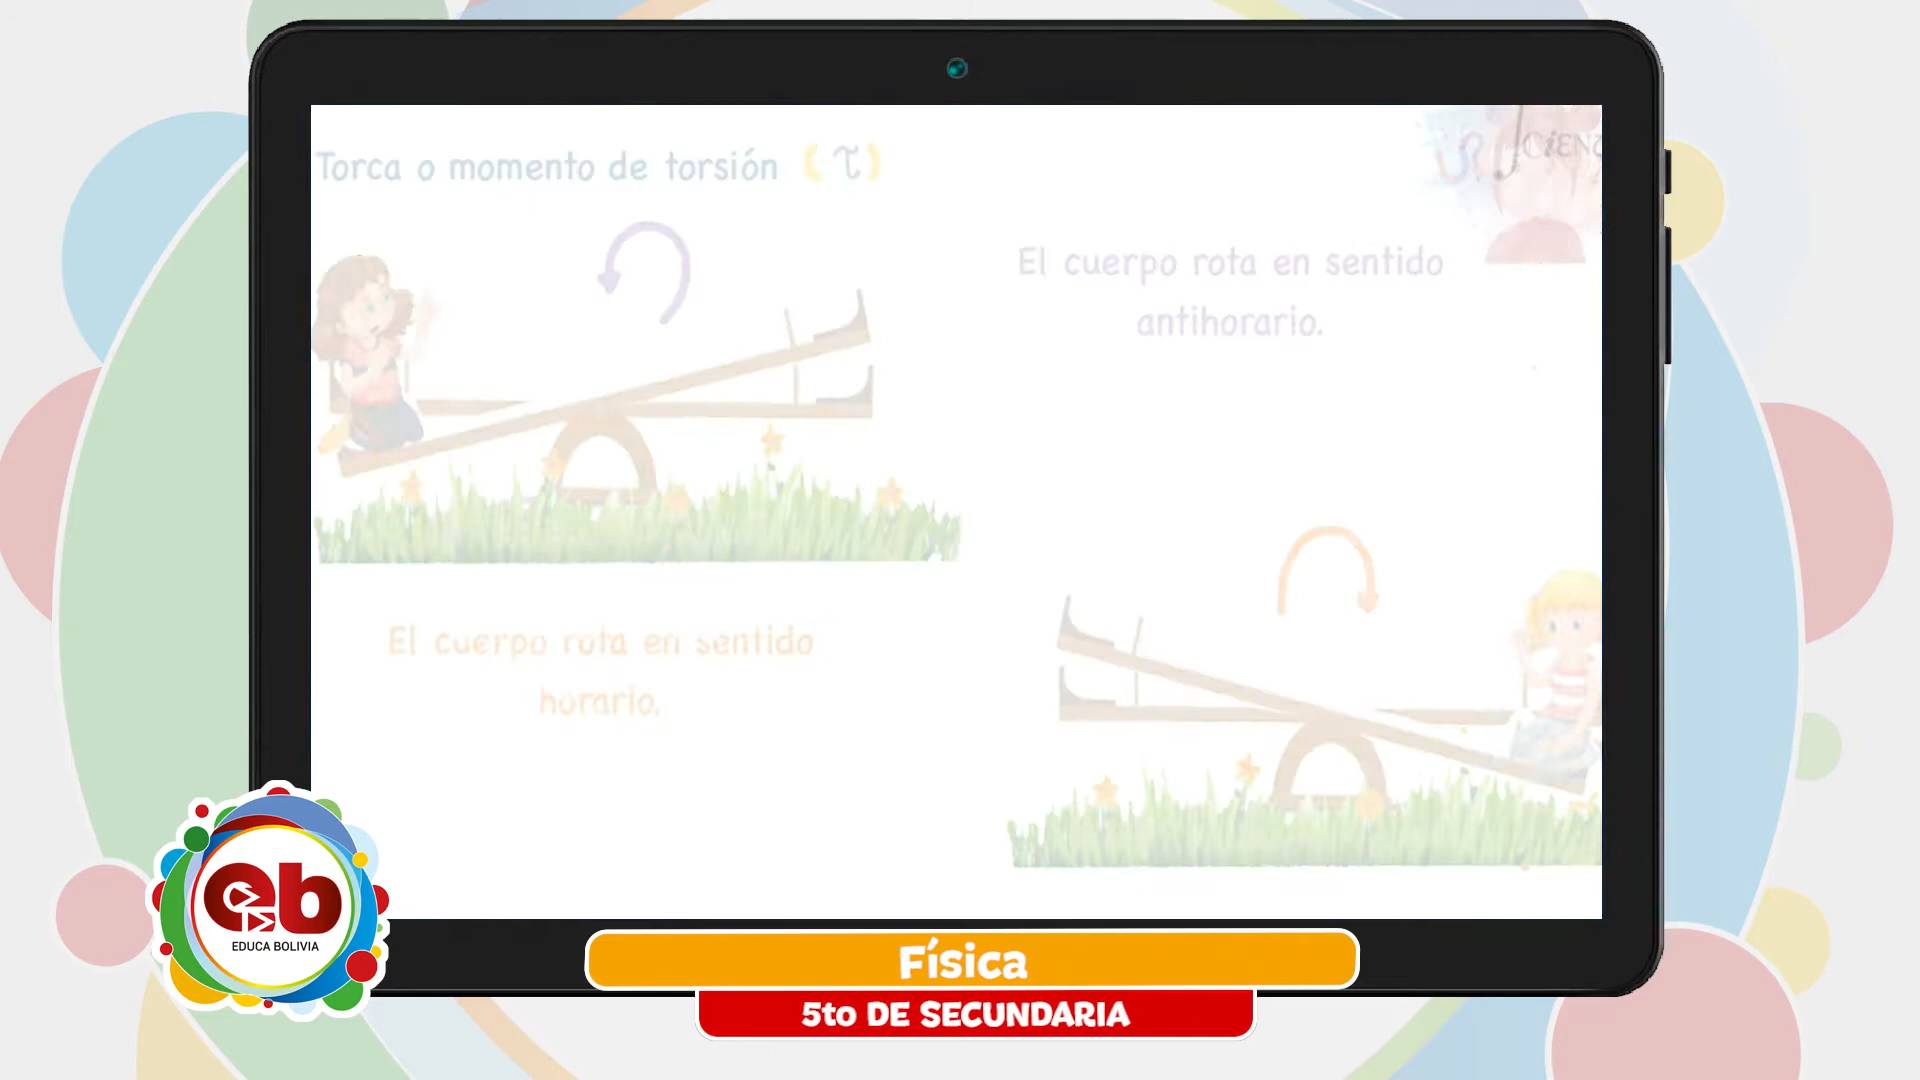 Torca o momento de torsión (τ)
El cuerpo rota en sentido
antihorario.
El cuerpo rota en sentido
horario.
eb
EDUCA BOLIVIA
Física
5to DE SECUNDARIA